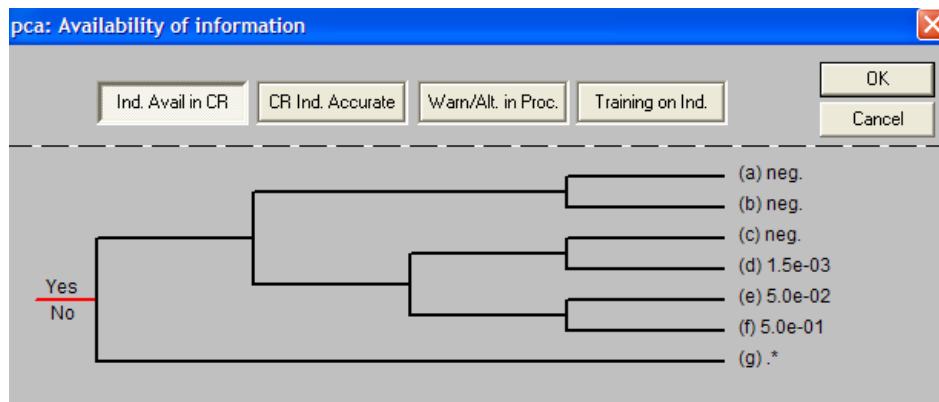 pca: Availability of information
OK
Ind. Avail in CR
CR Ind. Accurate
Warn/Alt. in Proc.
Training on Ind.
Cancel
(a) neg.
(b) neg.
(c) neg.
(d) 1.5e-03
Yes
(e) 5.0e-02
No
(f) 5.0e-01
(g) .*